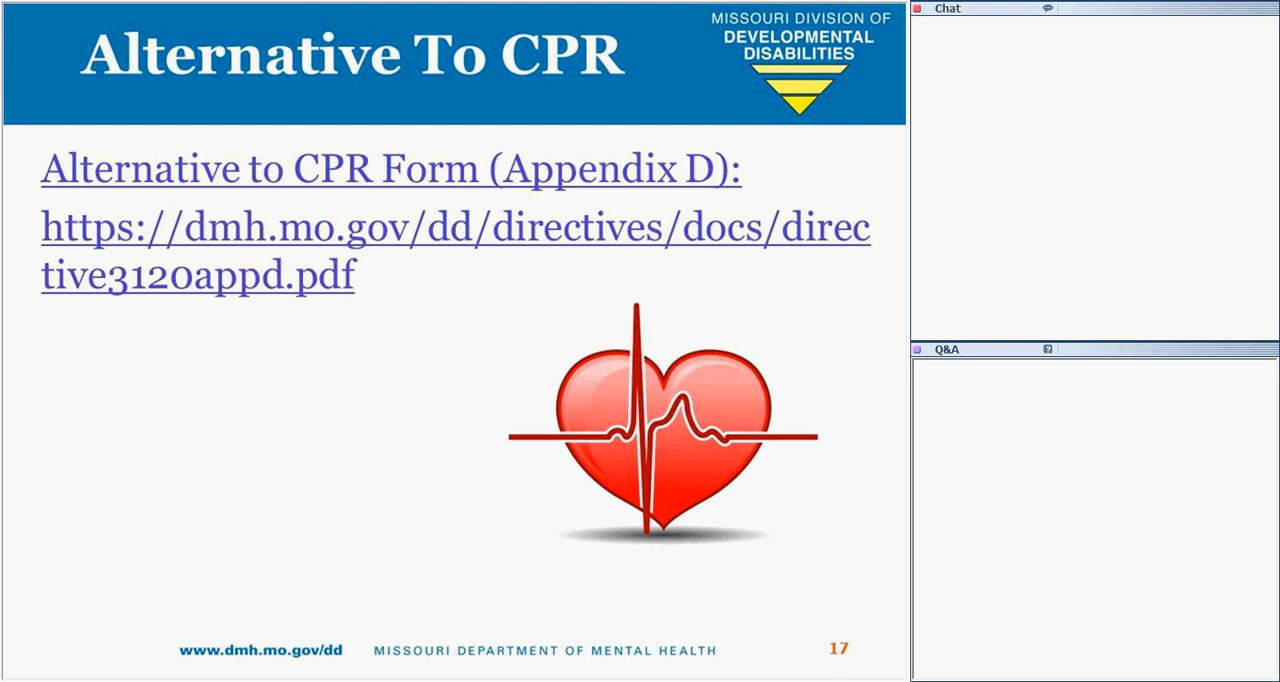 Alternative To CPR
MISSOURI DIVISION OF
DEVELOPMENTAL
DISABILITIES
Alternative to CPR Form (Appendix D):
https://dmh.mo.gov/dd/directives/docs/direc
tive3120appd.pdf
www.dmh.mo.gov/dd MISSOURI DEPARTMENT OF MENTAL HEALTH 17
Chat
Q&A